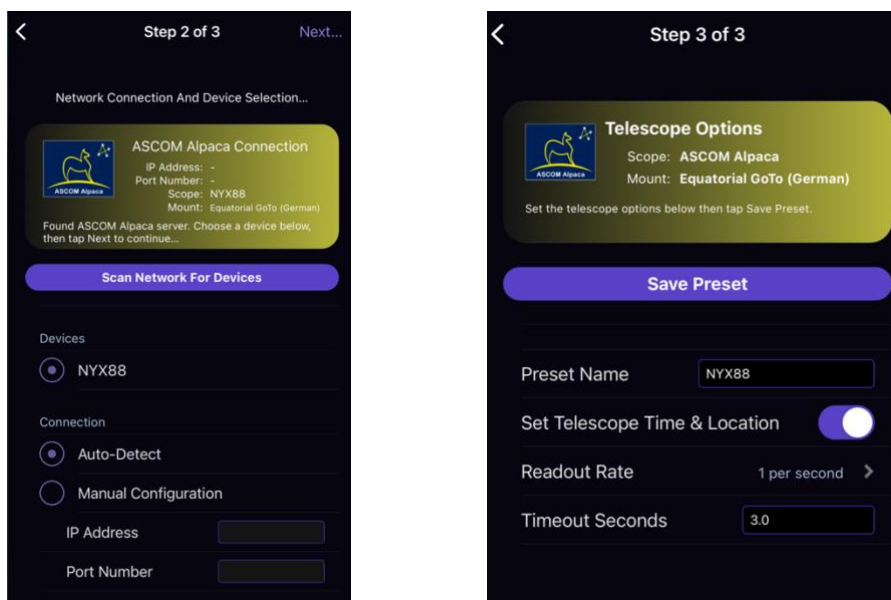 Step 2 of 3
Next...
Network Connection And Device Selection...
ASCOM Alpaca
ASCOM Alpaca Connection
IP Address: -
Port Number: -
Scope: NYX88
Mount: Equatorial GoTo (German)
Found ASCOM Alpaca server. Choose a device below,
then tap Next to continue...
Scan Network For Devices
Devices
NYX88
Connection
Auto-Detect
Manual Configuration
IP Address
Port Number
Step 3 of 3
ASCOM Alpaca
Telescope Options
Scope: ASCOM Alpaca
Mount: Equatorial GoTo (German)
Set the telescope options below then tap Save Preset.
Save Preset
Preset Name NYX88
Set Telescope Time & Location
Readout Rate 1 per second
Timeout Seconds 3.0